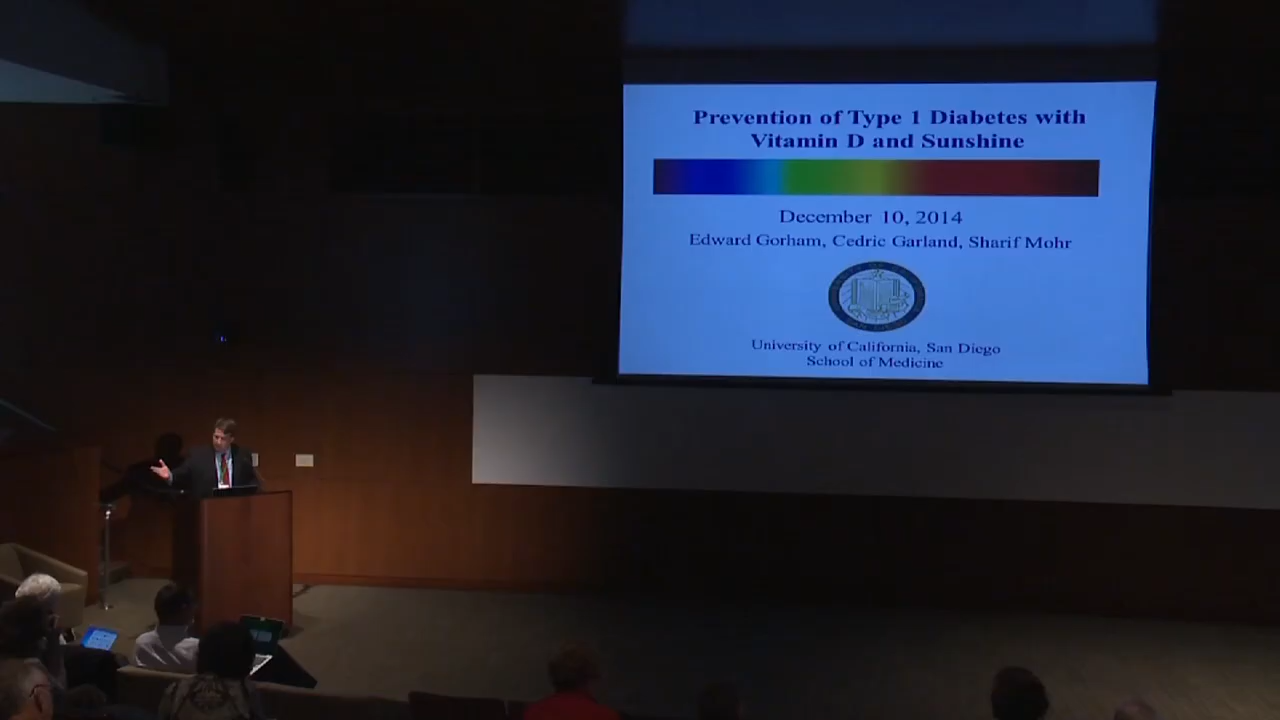 Prevention of Type 1 Diabetes with
Vitamin D and Sunshine
December 10, 2014
Edward Gorham, Cedric Garland, Sharif Mohr
University of California, San Diego
School of Medicine